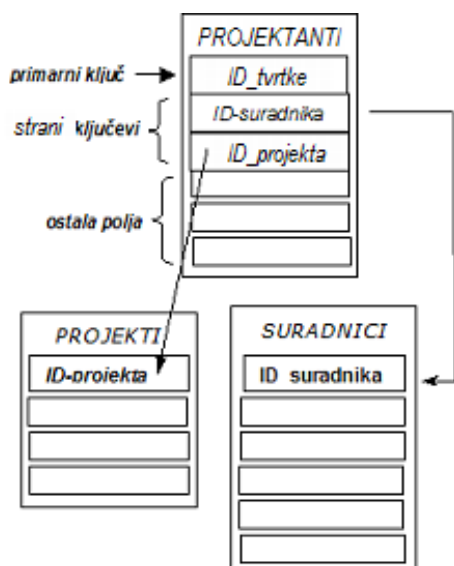 PROJEKTANTI
primarni ključ
ID_tvrtke
strani ključevi
ID-suradnika
ID_projekta
ostala polja
PROJEKTI
ID-projekta
SURADNICI
ID suradnika